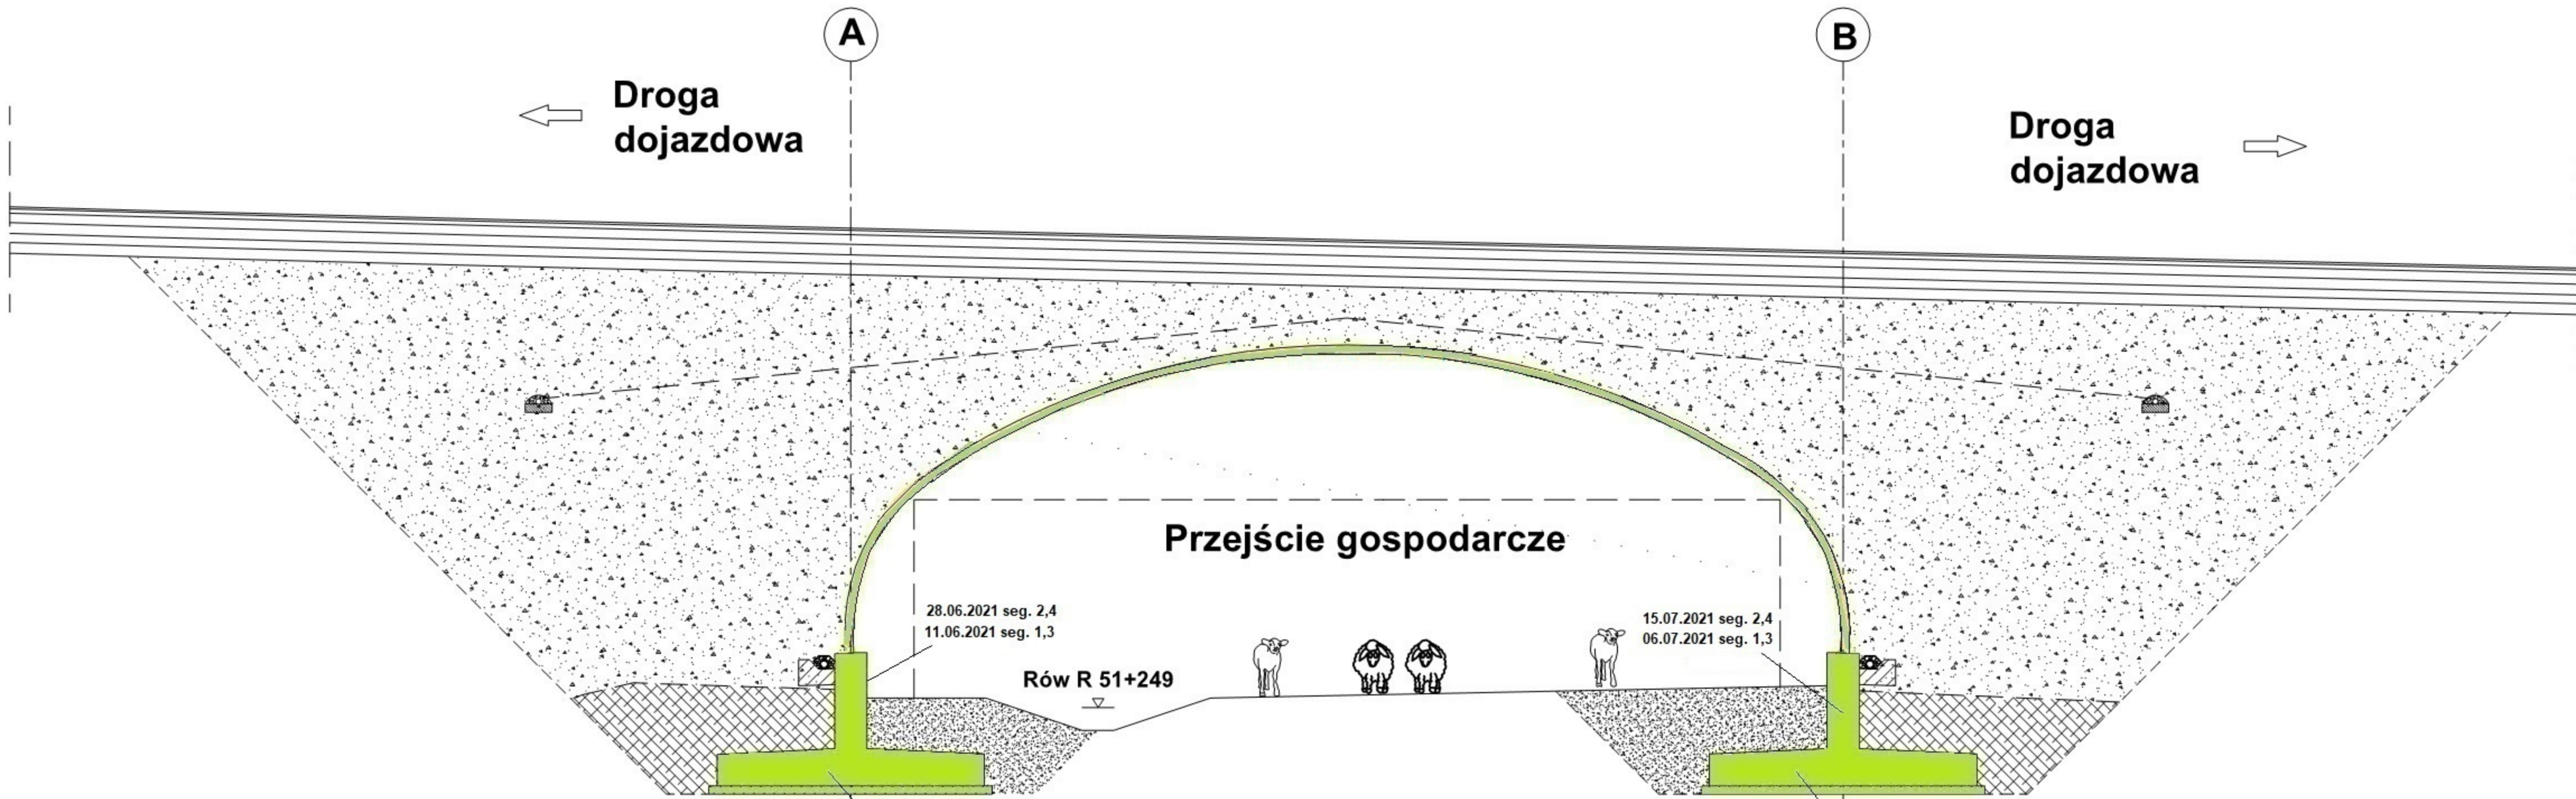 A
B
Droga
dojazdowa
Droga
dojazdowa
Przejście gospodarcze
28.06.2021 seg. 2,4
11.06.2021 seg. 1,3
15.07.2021 seg. 2,4
06.07.2021 seg. 1,3
Rów R 51+249